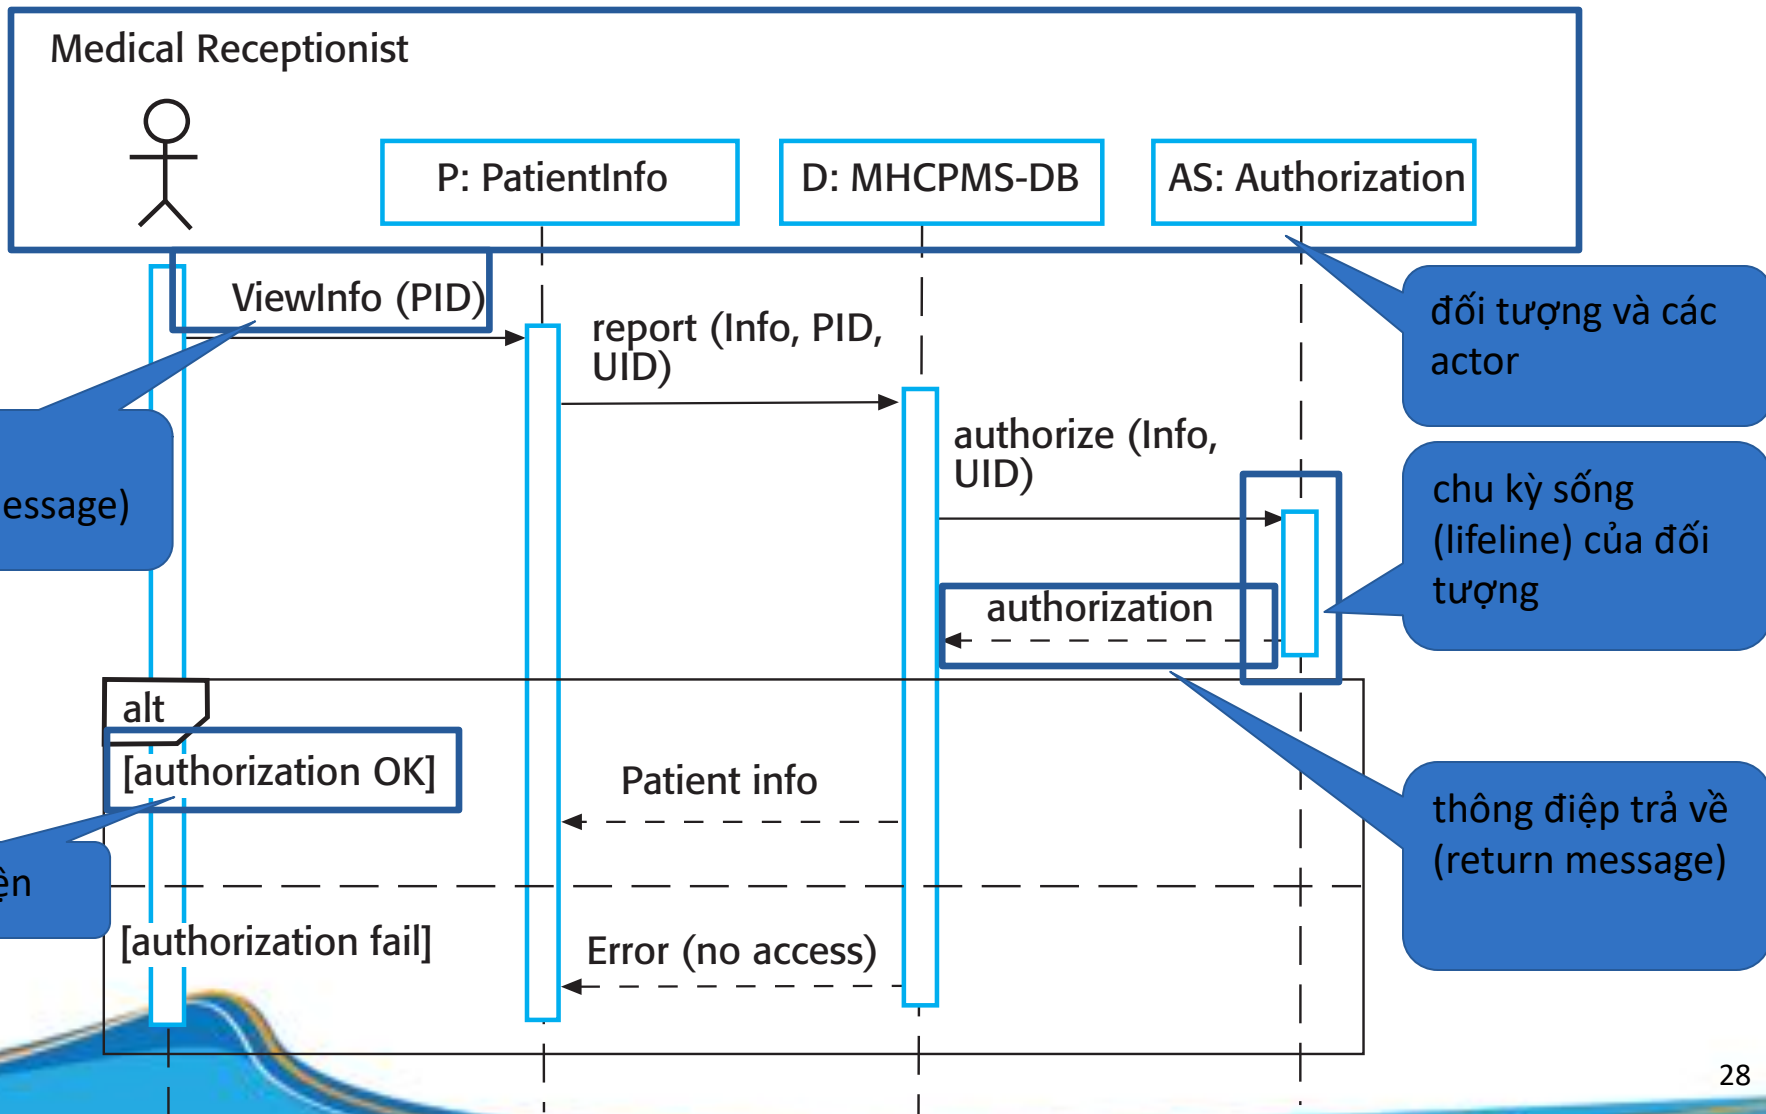 Medical Receptionist
P: PatientInfo
D: MHCPMS-DB
AS: Authorization
ViewInfo (PID)
report (Info, PID,
UID)
đối tượng và các
actor
authorize (Info,
UID)
essage)
chu kỳ sống
(lifeline) của đối
tượng
authorization
alt
[authorization OK]
Patient info
thông điệp trả về
(return message)
ện
[authorization fail]
Error (no access)
28